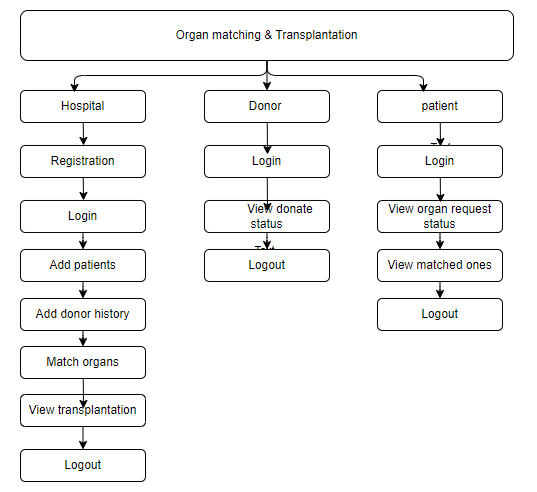 Organ matching & Transplantation
Hospital
Donor
patient
Registration
Login
Login
Login
View donate
status
View organ request
status
Add patients
Logout
View matched ones
Add donor history
Logout
Match organs
View transplantation
Logout